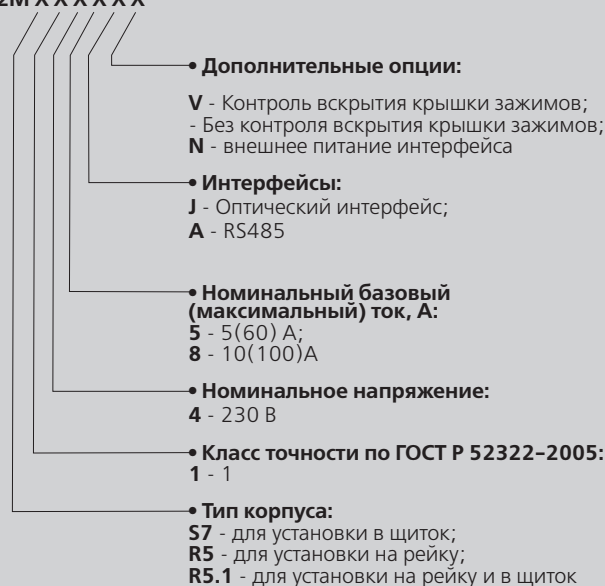 2М X X X X X X
• Дополнительные опции:
V - Контроль вскрытия крышки зажимов;
- Без контроля вскрытия крышки зажимов;
N - внешнее питание интерфейса
• Интерфейсы:
J - Оптический интерфейс;
A - RS485
• Номинальный базовый
(максимальный) ток, А:
5 - 5(60) А;
8 - 10(100)А
• Номинальное напряжение:
4 - 230 В
• Класс точности по ГОСТ Р 52322-2005:
1 - 1
• Тип корпуса:
S7 - для установки в щиток;
R5 - для установки на рейку;
R5.1 - для установки на рейку и в щиток